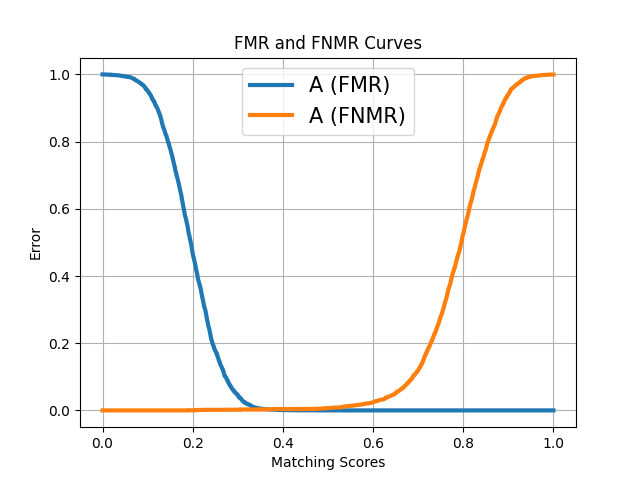 FMR and FNMR Curves
A (FMR)
A (FNMR)
Error
1.0
0.8
0.6
0.4
0.2
0.0
0.0 0.2 0.4 0.6 0.8 1.0
Matching Scores